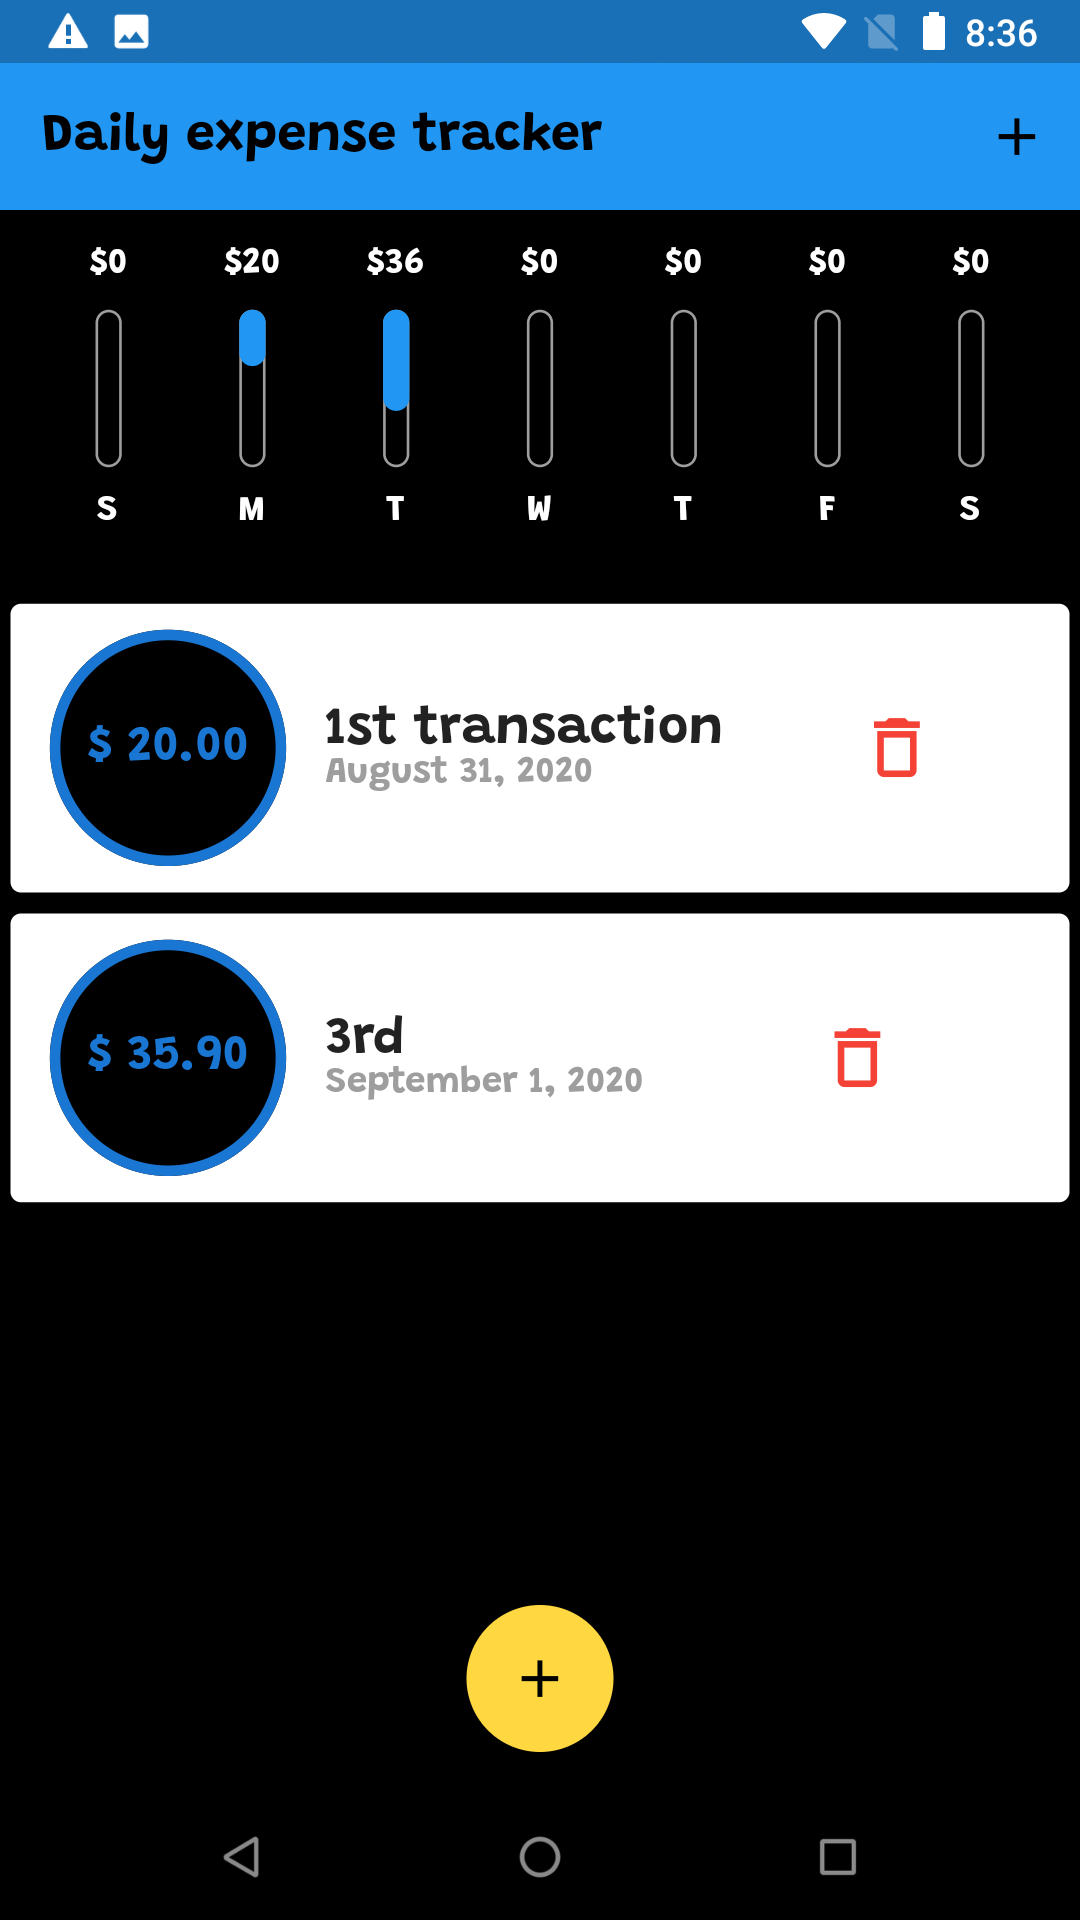 8:36
Daily expense tracker
$0 $20 $36 $0 $0 $0 $0
S M T W T F S
$ 20.00
1st transaction
August 31, 2020
$ 35.90
3rd
September 1, 2020